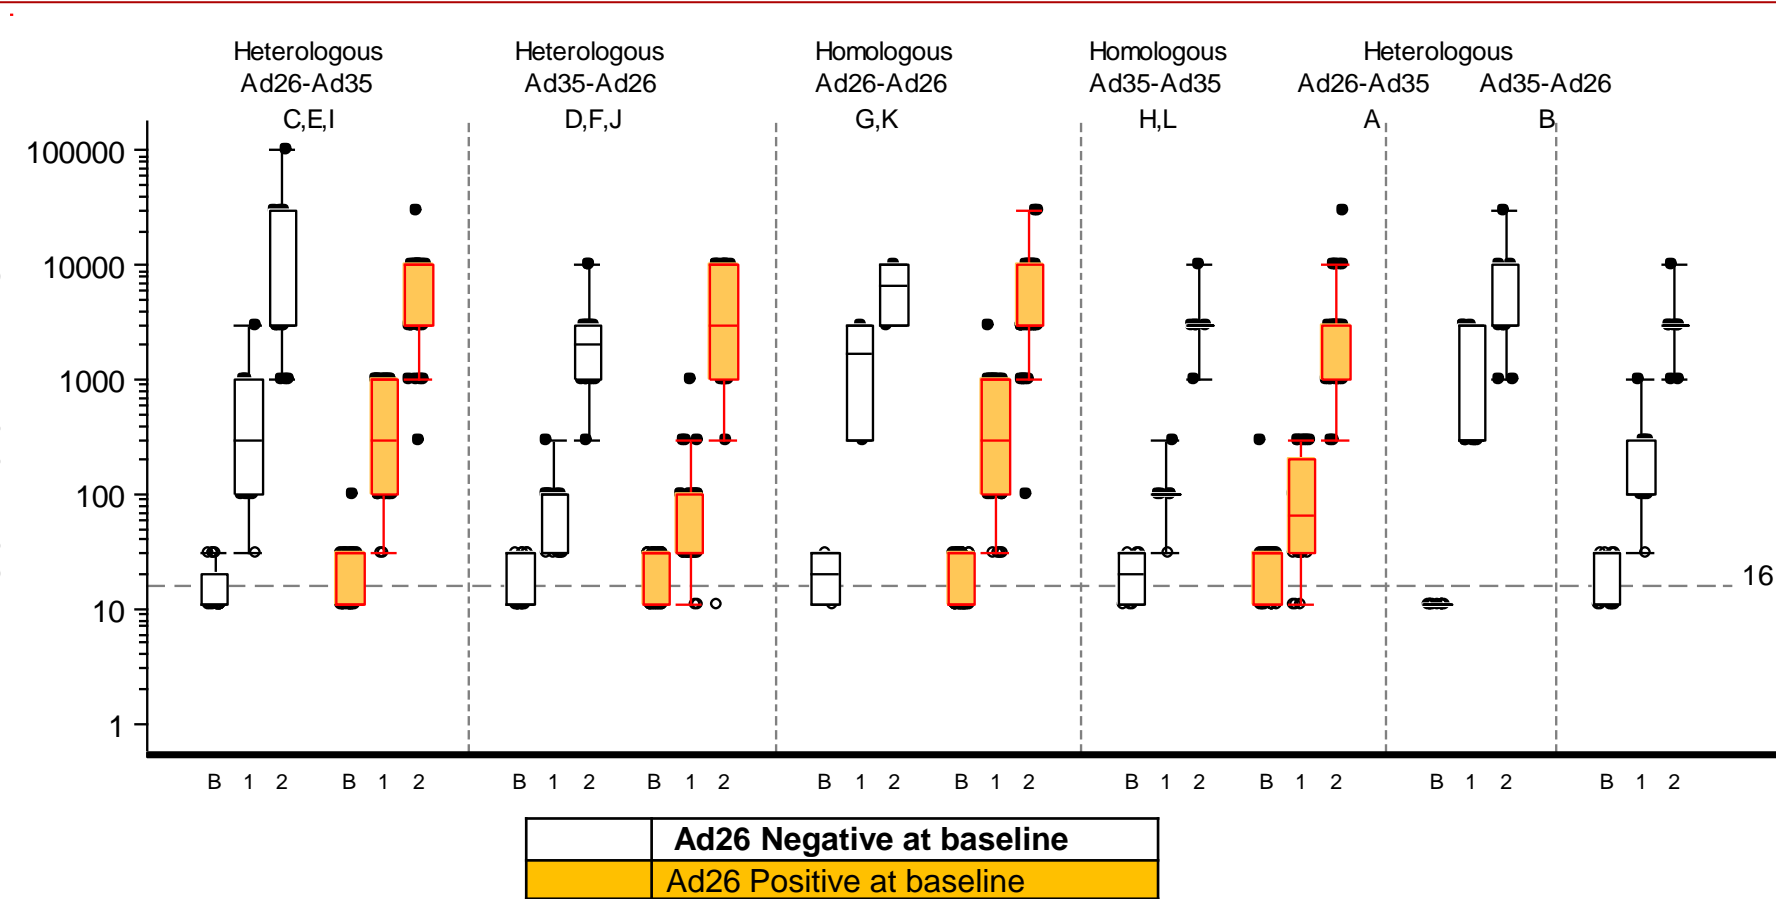 Heterologous Heterologous Homologous Homologous Heterologous
Ad26-Ad35 Ad35-Ad26 Ad26-Ad26 Ad35-Ad35 Ad26-Ad35 Ad35-Ad26
C,E,I D,F,J G,K H,L A B
100000
10000
1000
100
16
10
1
B 1 2 B 1 2 B 1 2 B 1 2 B 1 2 B 1 2 B 1 2 B 1 2 B 1 2 B 1 2
Ad26 Negative at baseline
Ad26 Positive at baseline